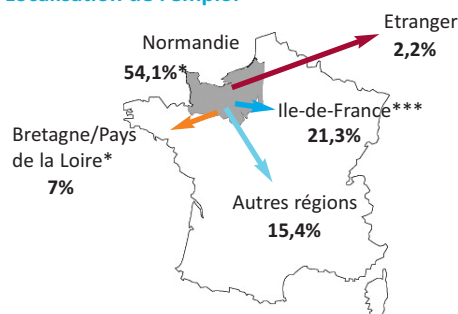 Localisation de l'emploi
Etranger
2,2%
Normandie
54,1%*
Ile-de-France***
21,3%
Bretagne/Pays
de la Loire*
7%
Autres régions
15,4%